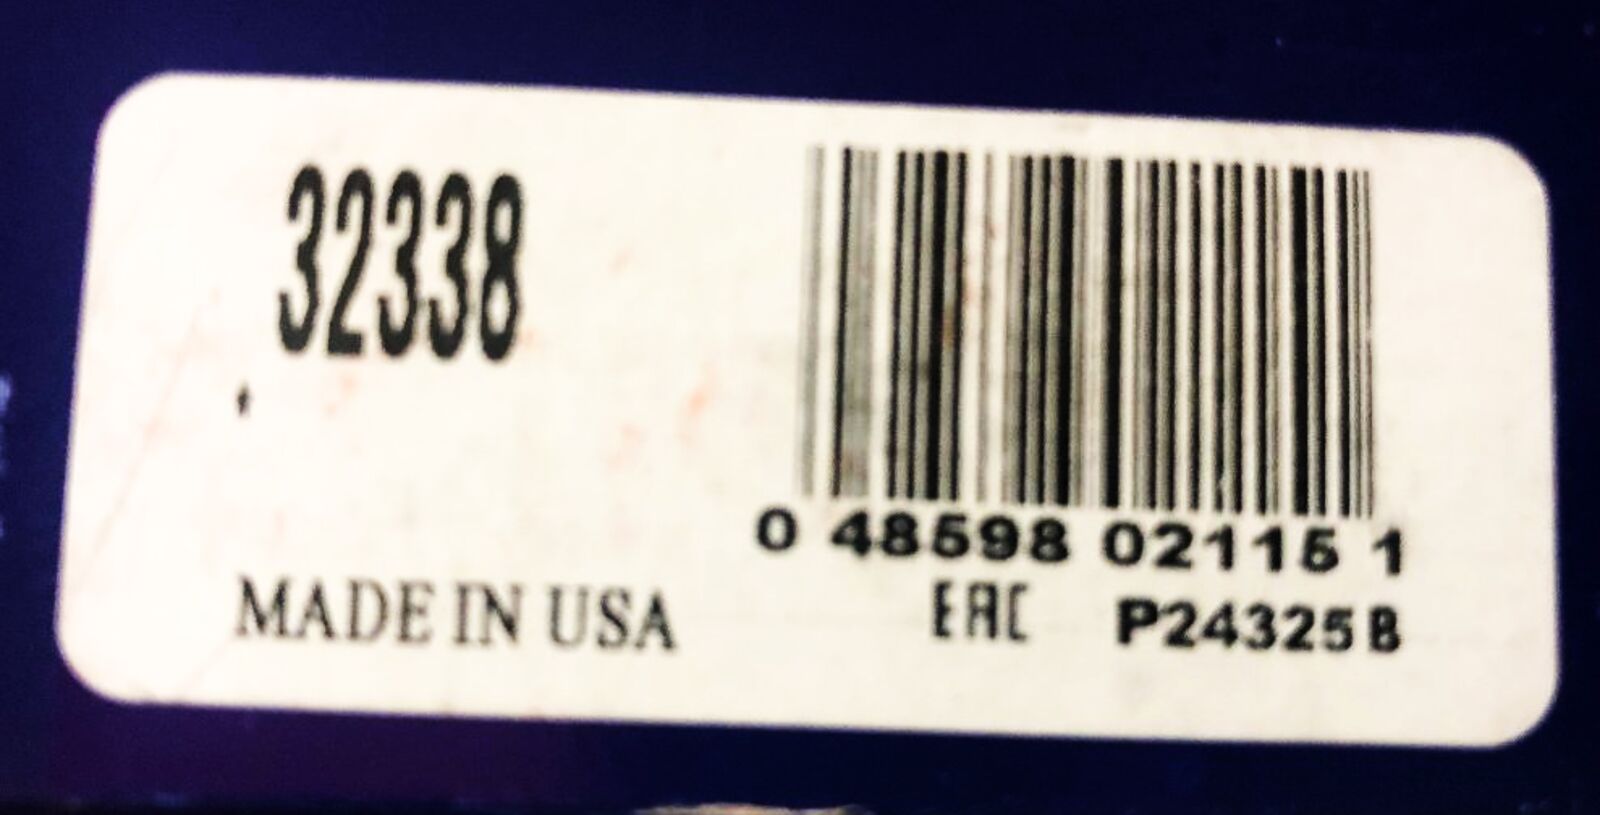 32338
0 48598 02115 1
MADE IN USA
EAC P24325B